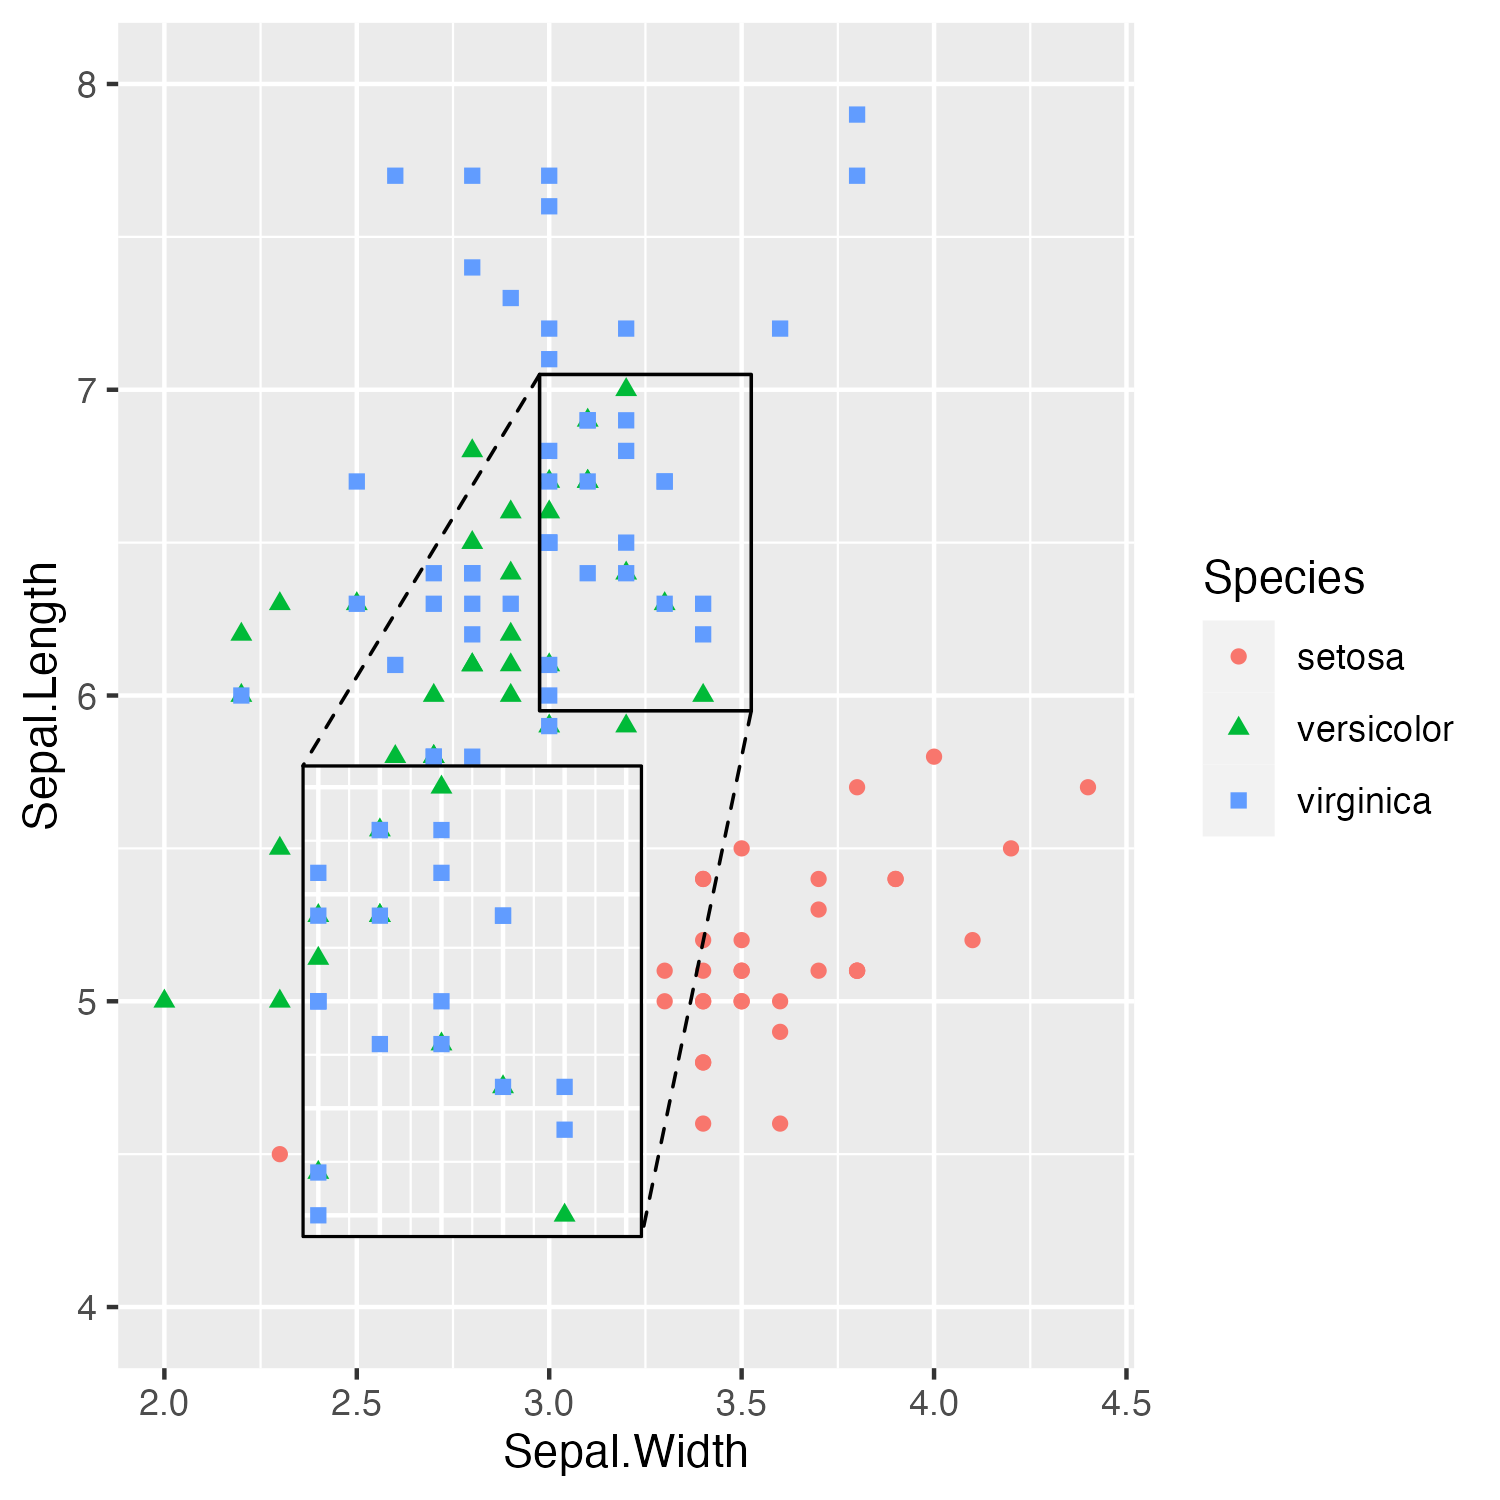 8
7
6
5
4
Sepal.Length
2.0 2.5 3.0 3.5 4.0 4.5
Sepal.Width
Species
setosa
versicolor
virginica